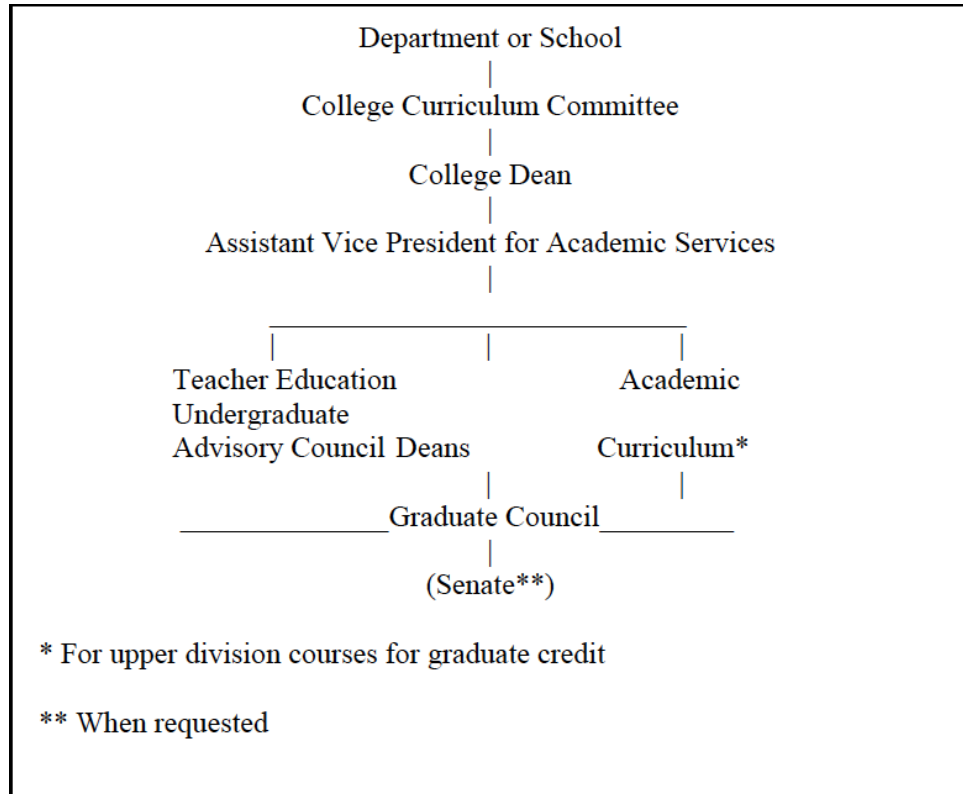 Department or School
College Curriculum Committee
College Dean
Assistant Vice President for Academic Services
Teacher Education Academic
Undergraduate
Advisory Council Deans Curriculum*
Graduate Council
(Senate**)
* For upper division courses for graduate credit
** When requested